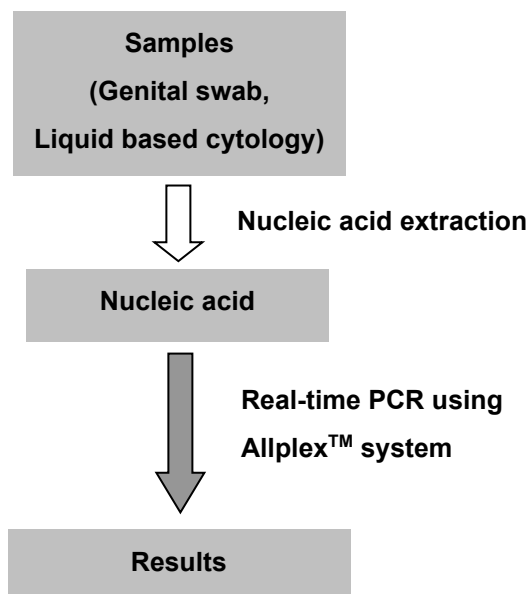 Samples
(Genital swab,
Liquid based cytology)
Nucleic acid extraction
Nucleic acid
Real-time PCR using
Allplex™ system
Results